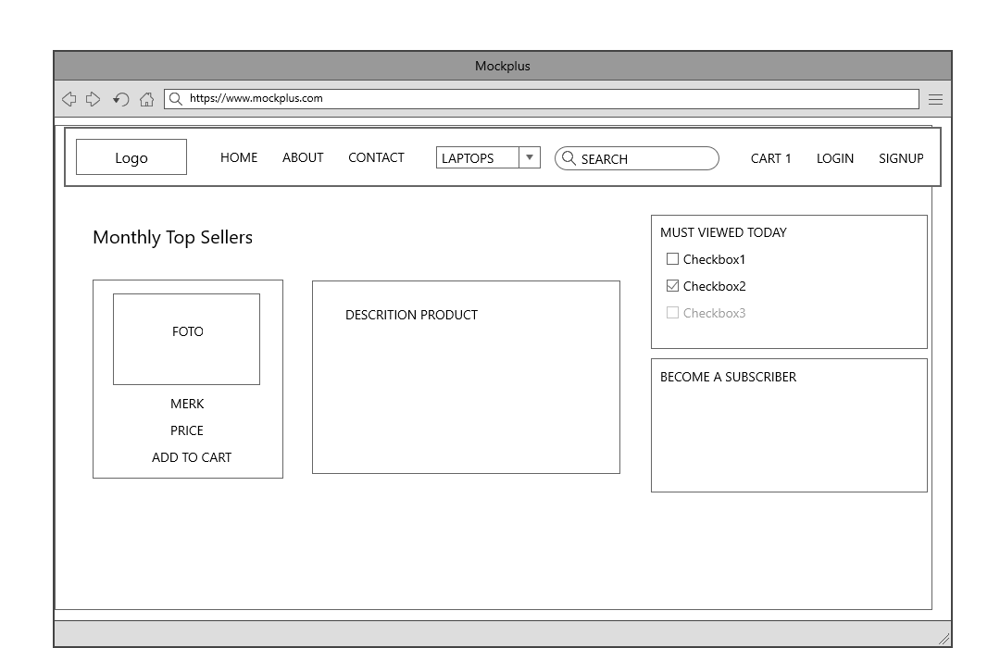 Mockplus
https://www.mockplus.com
Logo HOME ABOUT CONTACT LAPTOPS SEARCH CART 1 LOGIN SIGNUP
Monthly Top Sellers
FOTO
MERK
PRICE
ADD TO CART
DESCRITION PRODUCT
MUST VIEWED TODAY
Checkbox1
Checkbox2
Checkbox3
BECOME A SUBSCRIBER